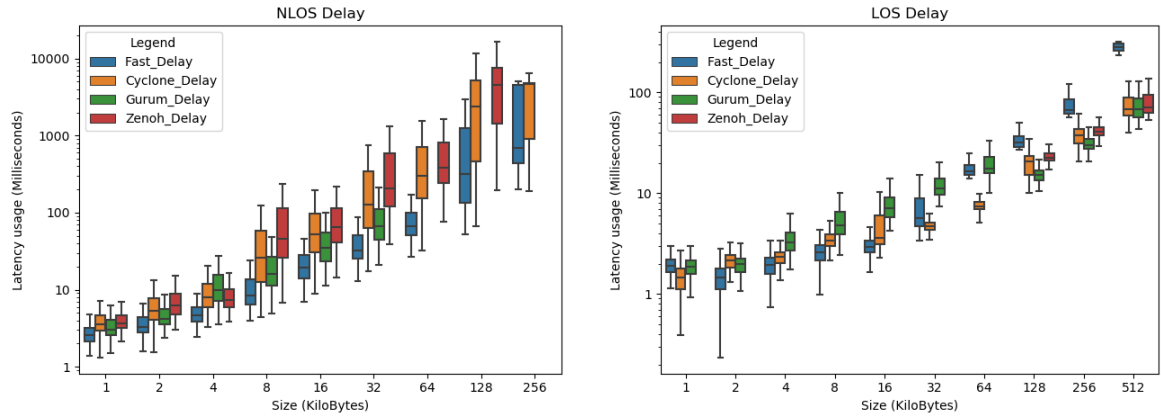 NLOS Delay
Legend
Fast_Delay
Cyclone_Delay
Gurum_Delay
Zenoh_Delay
Latency usage (Milliseconds)
10000
1000
100
10
1
1 2 4 8 16 32 64 128 256
Size (KiloBytes)
LOS Delay
Legend
Fast_Delay
Cyclone_Delay
Gurum_Delay
Zenoh_Delay
Latency usage (Milliseconds)
100
10
1
1 2 4 8 16 32 64 128 256 512
Size (KiloBytes)